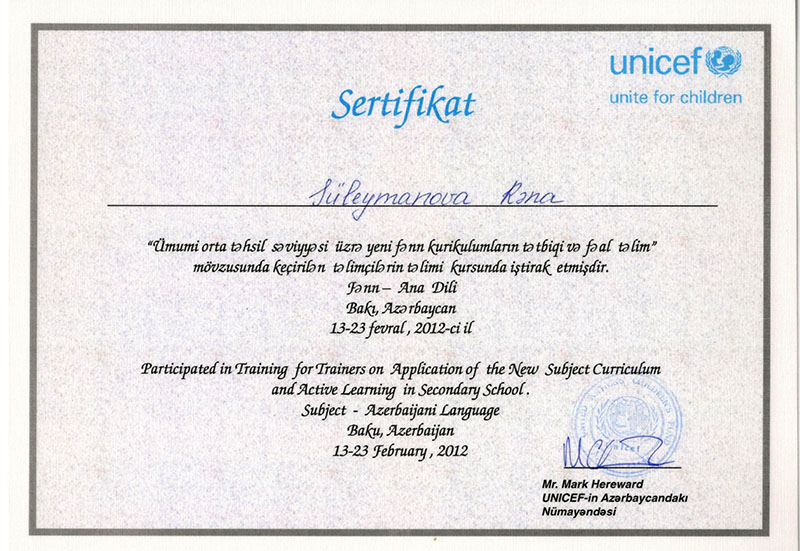 unicef
unite for children
Sertifikat
Süleymanova Rəna
"Ümumi orta təhsil səviyyəsi üzrə yeni fənn kurikulumların tətbiqi və fəal təlim"
mövzusunda keçirilən təlimçilərin təlimi kursunda iştirak etmişdir.
Fənn – Ana Dili
Bakı, Azərbaycan
13-23 fevral , 2012-ci il
Participated in Training for Trainers on Application of the New Subject Curriculum
and Active Learning in Secondary School .
Subject - Azerbaijani Language
Baku, Azerbaijan
13-23 February , 2012
unicef
Mr. Mark Hereward
UNICEF-in Azərbaycandakı
Nümayəndəsi